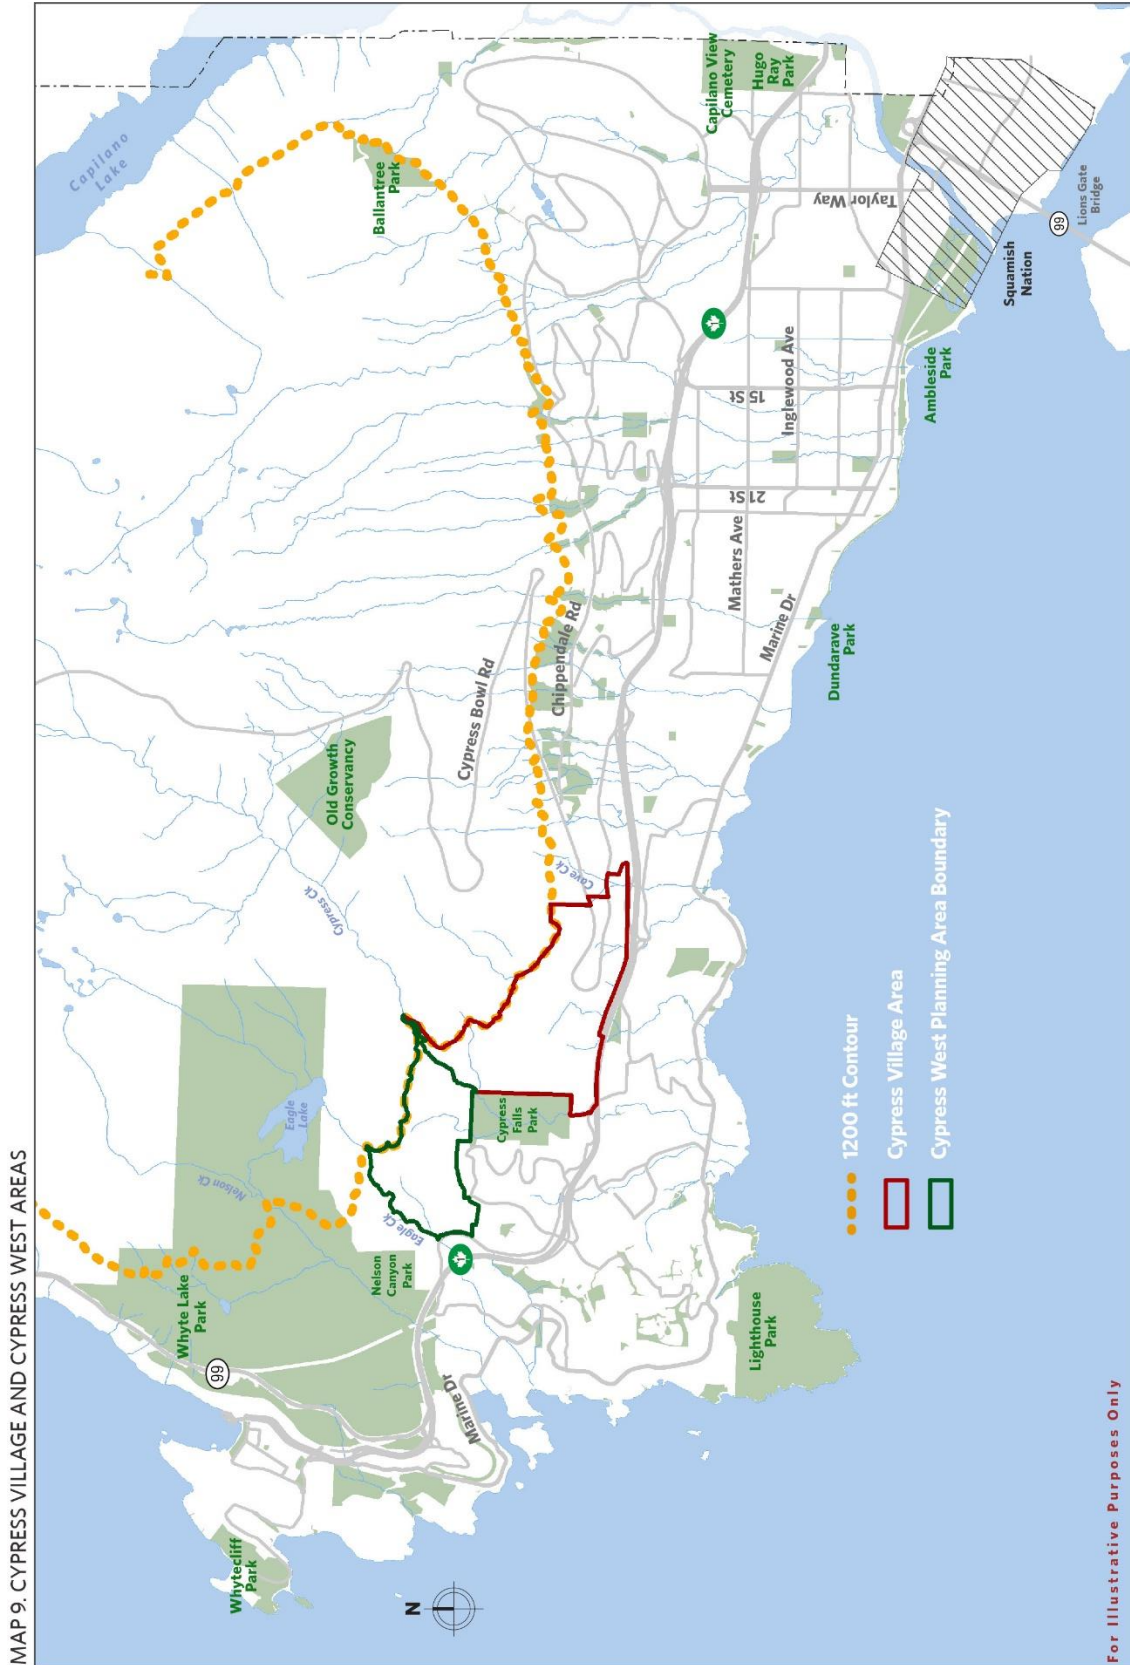 MAP 9. CYPRESS VILLAGE AND CYPRESS WEST AREAS
Capilano
Lake
Ballantree
Park
Capilano View
Cemetery
Hugo
Ray
Park
Taylor Way
99
Lions Gate
Bridge
Squamish
Nation
Ambleside
Park
15 St
Inglewood Ave
21 St
Mathers Ave
Marine Dr
Dundarave
Park
Chippendale Rd
Cypress Bowl Rd
Old Growth
Conservancy
Cypress Ck
Cave Ck
Eagle
Lake
Nelson Ck
Cypress
Falls
Park
Eagle Ck
Nelson
Canyon
Park
Whyte Lake
Park
99
Marine Dr
Lighthouse
Park
Whytecliff
Park
N
1200 ft Contour
Cypress Village Area
Cypress West Planning Area Boundary
For Illustrative Purposes Only